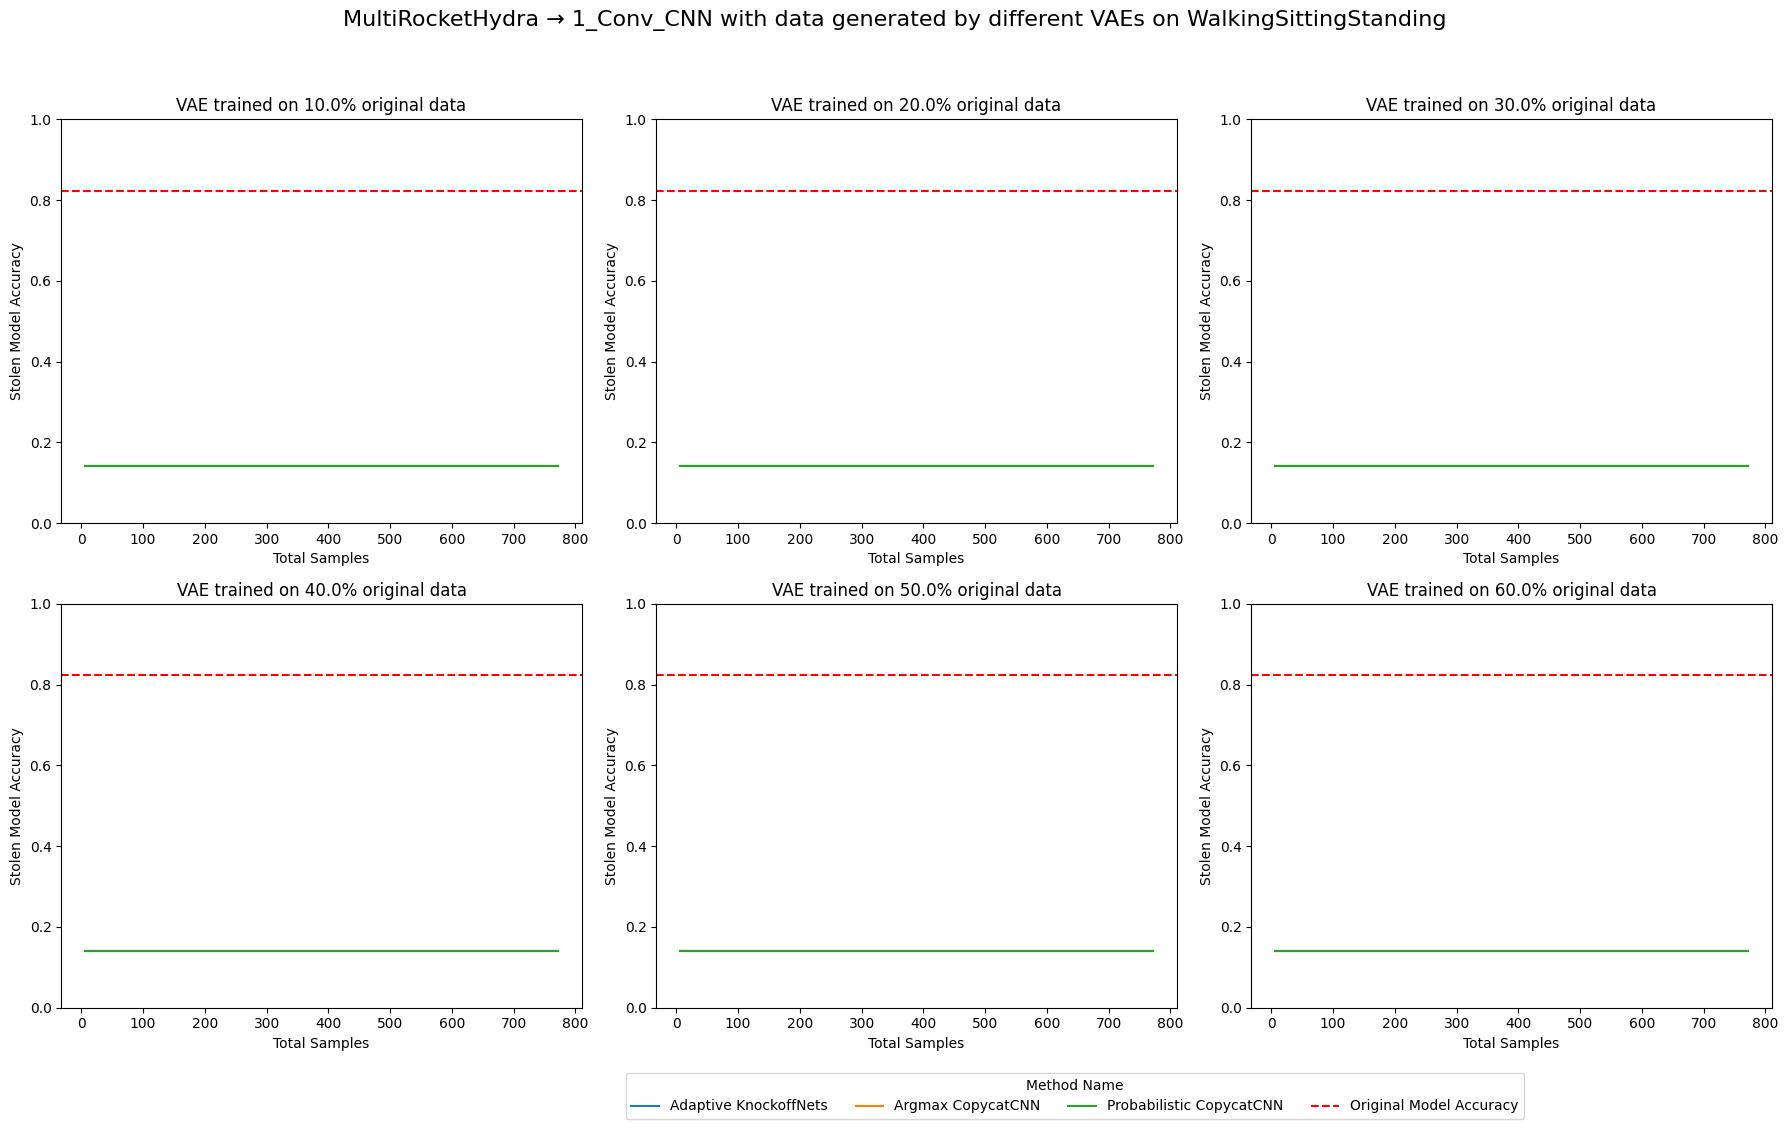 MultiRocketHydra → 1_Conv_CNN with data generated by different VAEs on WalkingSittingStanding
VAE trained on 10.0% original data
1.0
0.8
0.6
0.4
0.2
0.0
Stolen Model Accuracy
0 100 200 300 400 500 600 700 800
Total Samples
VAE trained on 20.0% original data
1.0
0.8
0.6
0.4
0.2
0.0
Stolen Model Accuracy
0 100 200 300 400 500 600 700 800
Total Samples
VAE trained on 30.0% original data
1.0
0.8
0.6
0.4
0.2
0.0
Stolen Model Accuracy
0 100 200 300 400 500 600 700 800
Total Samples
VAE trained on 40.0% original data
1.0
0.8
0.6
0.4
0.2
0.0
Stolen Model Accuracy
0 100 200 300 400 500 600 700 800
Total Samples
VAE trained on 50.0% original data
1.0
0.8
0.6
0.4
0.2
0.0
Stolen Model Accuracy
0 100 200 300 400 500 600 700 800
Total Samples
VAE trained on 60.0% original data
1.0
0.8
0.6
0.4
0.2
0.0
Stolen Model Accuracy
0 100 200 300 400 500 600 700 800
Total Samples
Method Name
Adaptive KnockoffNets Argmax CopycatCNN Probabilistic CopycatCNN Original Model Accuracy